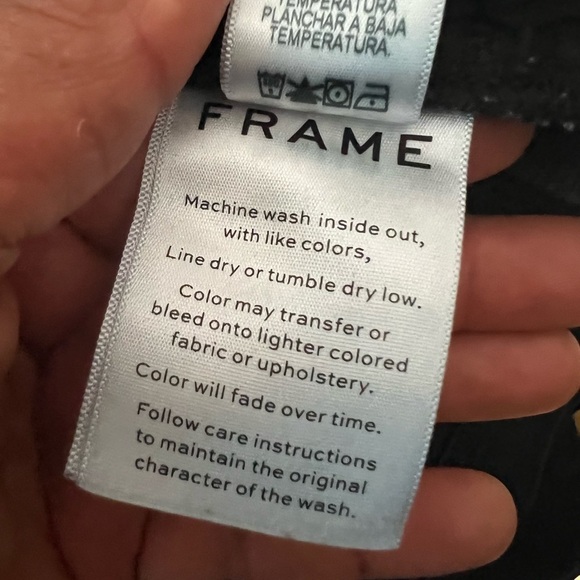 TEMPERATURA
PLANCHAR A BAJA
TEMPERATURA.
FRAME
Machine wash inside out,
with like colors,
Line dry or tumble dry low.
Color may transfer or
bleed onto lighter colored
fabric or upholstery.
Color will fade over time.
Follow care instructions
to maintain the original
character of the wash.